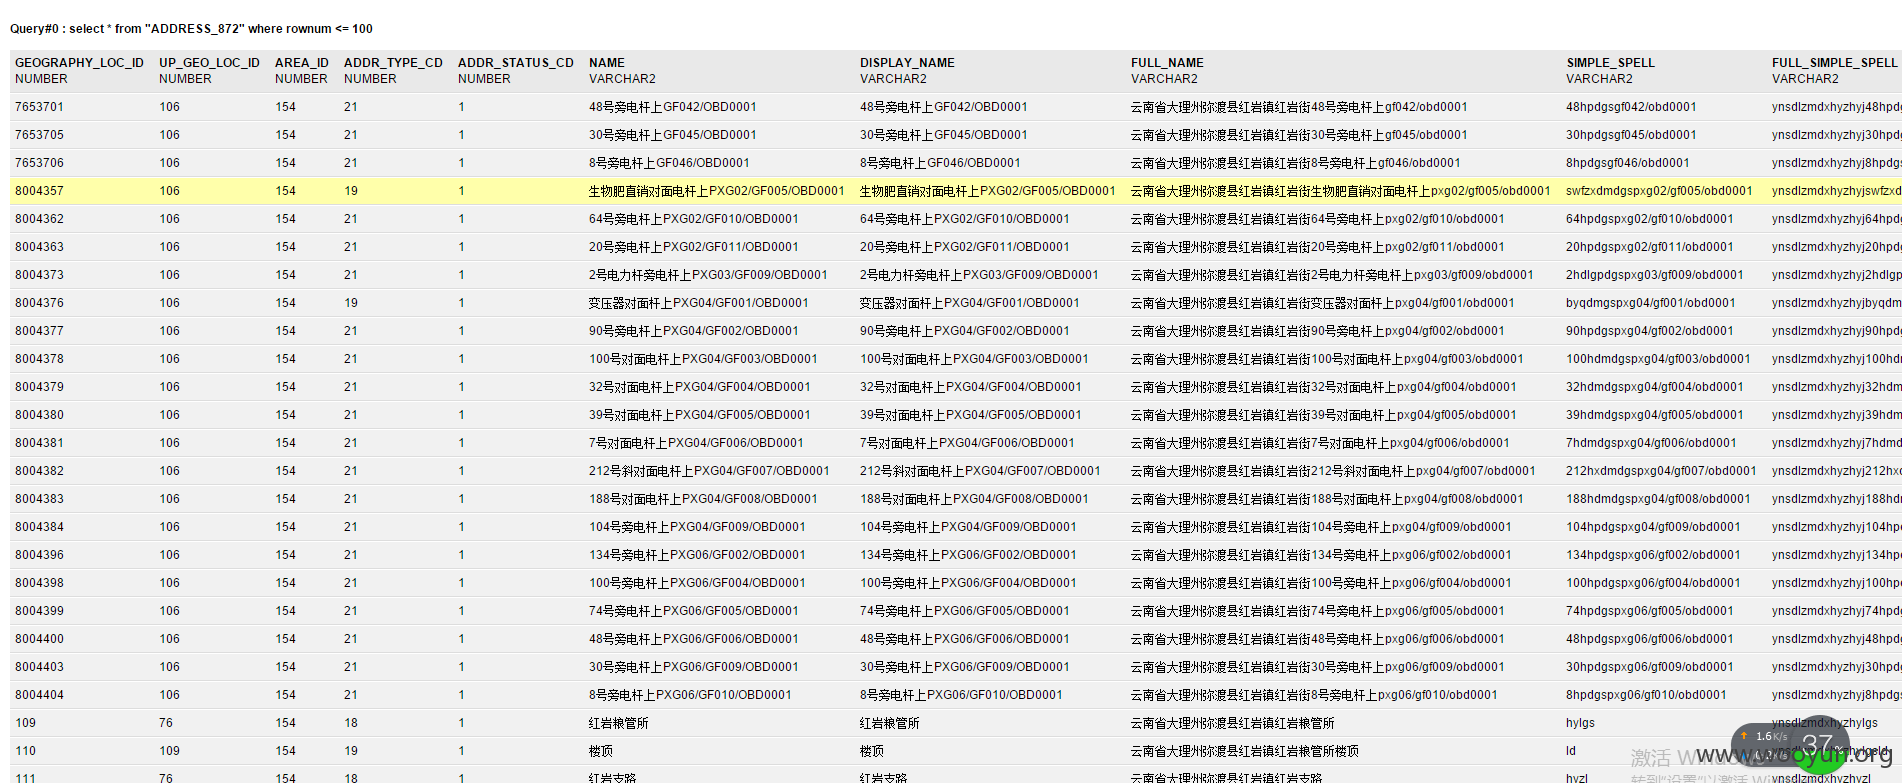 Query#0 : select * from "ADDRESS_872" where rownum <= 100
GEOGRAPHY_LOC_ID UP_GEO_LOC_ID AREA_ID ADDR_TYPE_CD ADDR_STATUS_CD NAME DISPLAY_NAME FULL_NAME SIMPLE_SPELL FULL_SIMPLE_SPELL
NUMBER NUMBER NUMBER NUMBER NUMBER VARCHAR2 VARCHAR2 VARCHAR2 VARCHAR2 VARCHAR2
7653701 106 154 21 1 48号旁电杆上GF042/OBD0001 48号旁电杆上GF042/OBD0001 云南省大理州弥渡县红岩镇红岩街48号旁电杆上gf042/obd0001 48hpdgsgf042/obd0001 ynsdlzmdxhyzhyj48hpd
7653705 106 154 21 1 30号旁电杆上GF045/OBD0001 30号旁电杆上GF045/OBD0001 云南省大理州弥渡县红岩镇红岩街30号旁电杆上gf045/obd0001 30hpdgsgf045/obd0001 ynsdlzmdxhyzhyj30hpd
7653706 106 154 21 1 8号旁电杆上GF046/OBD0001 8号旁电杆上GF046/OBD0001 云南省大理州弥渡县红岩镇红岩街8号旁电杆上gf046/obd0001 8hpdgsgf046/obd0001 ynsdlzmdxhyzhyj8hpdg
8004357 106 154 19 1 生物肥直销对面电杆上PXG02/GF005/OBD0001 生物肥直销对面电杆上PXG02/GF005/OBD0001 云南省大理州弥渡县红岩镇红岩街生物肥直销对面电杆上pxg02/gf005/obd0001 swfzxdmdgspxg02/gf005/obd0001 ynsdlzmdxhyzhyjswfzxd
8004362 106 154 21 1 64号旁电杆上PXG02/GF010/OBD0001 64号旁电杆上PXG02/GF010/OBD0001 云南省大理州弥渡县红岩镇红岩街64号旁电杆上pxg02/gf010/obd0001 64hpdgspxg02/gf010/obd0001 ynsdlzmdxhyzhyj64hpd
8004363 106 154 21 1 20号旁电杆上PXG02/GF011/OBD0001 20号旁电杆上PXG02/GF011/OBD0001 云南省大理州弥渡县红岩镇红岩街20号旁电杆上pxg02/gf011/obd0001 20hpdgspxg02/gf011/obd0001 ynsdlzmdxhyzhyj20hpd
8004373 106 154 21 1 2号电力杆旁电杆上PXG03/GF009/OBD0001 2号电力杆旁电杆上PXG03/GF009/OBD0001 云南省大理州弥渡县红岩镇红岩街2号电力杆旁电杆上pxg03/gf009/obd0001 2hdlgpdgspxg03/gf009/obd0001 ynsdlzmdxhyzhyj2hdlgp
8004376 106 154 19 1 变压器对面杆上PXG04/GF001/OBD0001 变压器对面杆上PXG04/GF001/OBD0001 云南省大理州弥渡县红岩镇红岩街变压器对面杆上pxg04/gf001/obd0001 byqdmgspxg04/gf001/obd0001 ynsdlzmdxhyzhyjbyqdm
8004377 106 154 21 1 90号旁电杆上PXG04/GF002/OBD0001 90号旁电杆上PXG04/GF002/OBD0001 云南省大理州弥渡县红岩镇红岩街90号旁电杆上pxg04/gf002/obd0001 90hpdgspxg04/gf002/obd0001 ynsdlzmdxhyzhyj90hpd
8004378 106 154 21 1 100号对面电杆上PXG04/GF003/OBD0001 100号对面电杆上PXG04/GF003/OBD0001 云南省大理州弥渡县红岩镇红岩街100号对面电杆上pxg04/gf003/obd0001 100hdmdgspxg04/gf003/obd0001 ynsdlzmdxhyzhyj100hd
8004379 106 154 21 1 32号对面电杆上PXG04/GF004/OBD0001 32号对面电杆上PXG04/GF004/OBD0001 云南省大理州弥渡县红岩镇红岩街32号对面电杆上pxg04/gf004/obd0001 32hdmdgspxg04/gf004/obd0001 ynsdlzmdxhyzhyj32hdm
8004380 106 154 21 1 39号对面电杆上PXG04/GF005/OBD0001 39号对面电杆上PXG04/GF005/OBD0001 云南省大理州弥渡县红岩镇红岩街39号对面电杆上pxg04/gf005/obd0001 39hdmdgspxg04/gf005/obd0001 ynsdlzmdxhyzhyj39hdm
8004381 106 154 21 1 7号对面电杆上PXG04/GF006/OBD0001 7号对面电杆上PXG04/GF006/OBD0001 云南省大理州弥渡县红岩镇红岩街7号对面电杆上pxg04/gf006/obd0001 7hdmdgspxg04/gf006/obd0001 ynsdlzmdxhyzhyj7hdmd
8004382 106 154 21 1 212号斜对面电杆上PXG04/GF007/OBD0001 212号斜对面电杆上PXG04/GF007/OBD0001 云南省大理州弥渡县红岩镇红岩街212号斜对面电杆上pxg04/gf007/obd0001 212hxdmdgspxg04/gf007/obd0001 ynsdlzmdxhyzhyj212hx
8004383 106 154 21 1 188号对面电杆上PXG04/GF008/OBD0001 188号对面电杆上PXG04/GF008/OBD0001 云南省大理州弥渡县红岩镇红岩街188号对面电杆上pxg04/gf008/obd0001 188hdmdgspxg04/gf008/obd0001 ynsdlzmdxhyzhyj188hd
8004384 106 154 21 1 104号旁电杆上PXG04/GF009/OBD0001 104号旁电杆上PXG04/GF009/OBD0001 云南省大理州弥渡县红岩镇红岩街104号旁电杆上pxg04/gf009/obd0001 104hpdgspxg04/gf009/obd0001 ynsdlzmdxhyzhyj104hp
8004396 106 154 21 1 134号旁电杆上PXG06/GF002/OBD0001 134号旁电杆上PXG06/GF002/OBD0001 云南省大理州弥渡县红岩镇红岩街134号旁电杆上pxg06/gf002/obd0001 134hpdgspxg06/gf002/obd0001 ynsdlzmdxhyzhyj134hp
8004398 106 154 21 1 100号旁电杆上PXG06/GF004/OBD0001 100号旁电杆上PXG06/GF004/OBD0001 云南省大理州弥渡县红岩镇红岩街100号旁电杆上pxg06/gf004/obd0001 100hpdgspxg06/gf004/obd0001 ynsdlzmdxhyzhyj100hp
8004399 106 154 21 1 74号旁电杆上PXG06/GF005/OBD0001 74号旁电杆上PXG06/GF005/OBD0001 云南省大理州弥渡县红岩镇红岩街74号旁电杆上pxg06/gf005/obd0001 74hpdgspxg06/gf005/obd0001 ynsdlzmdxhyzhyj74hpd
8004400 106 154 21 1 48号旁电杆上PXG06/GF006/OBD0001 48号旁电杆上PXG06/GF006/OBD0001 云南省大理州弥渡县红岩镇红岩街48号旁电杆上pxg06/gf006/obd0001 48hpdgspxg06/gf006/obd0001 ynsdlzmdxhyzhyj48hpd
8004403 106 154 21 1 30号旁电杆上PXG06/GF009/OBD0001 30号旁电杆上PXG06/GF009/OBD0001 云南省大理州弥渡县红岩镇红岩街30号旁电杆上pxg06/gf009/obd0001 30hpdgspxg06/gf009/obd0001 ynsdlzmdxhyzhyj30hpd
8004404 106 154 21 1 8号旁电杆上PXG06/GF010/OBD0001 8号旁电杆上PXG06/GF010/OBD0001 云南省大理州弥渡县红岩镇红岩街8号旁电杆上pxg06/gf010/obd0001 8hpdgspxg06/gf010/obd0001 ynsdlzmdxhyzhyj8hpdg
109 76 154 18 1 红岩粮管所 红岩粮管所 云南省大理州弥渡县红岩镇红岩粮管所 hylgs ynsdlzmdxhyzhylgs
110 109 154 19 1 楼顶 楼顶 云南省大理州弥渡县红岩镇红岩粮管所楼顶 ld
111 76 154 18 1 红岩支路 红岩支路 云南省大理州弥渡县红岩镇红岩支路 hyzl ynsdlzmdxhyzhyzl
1.6K/s
37
激活 Windows
www.wooyun.org